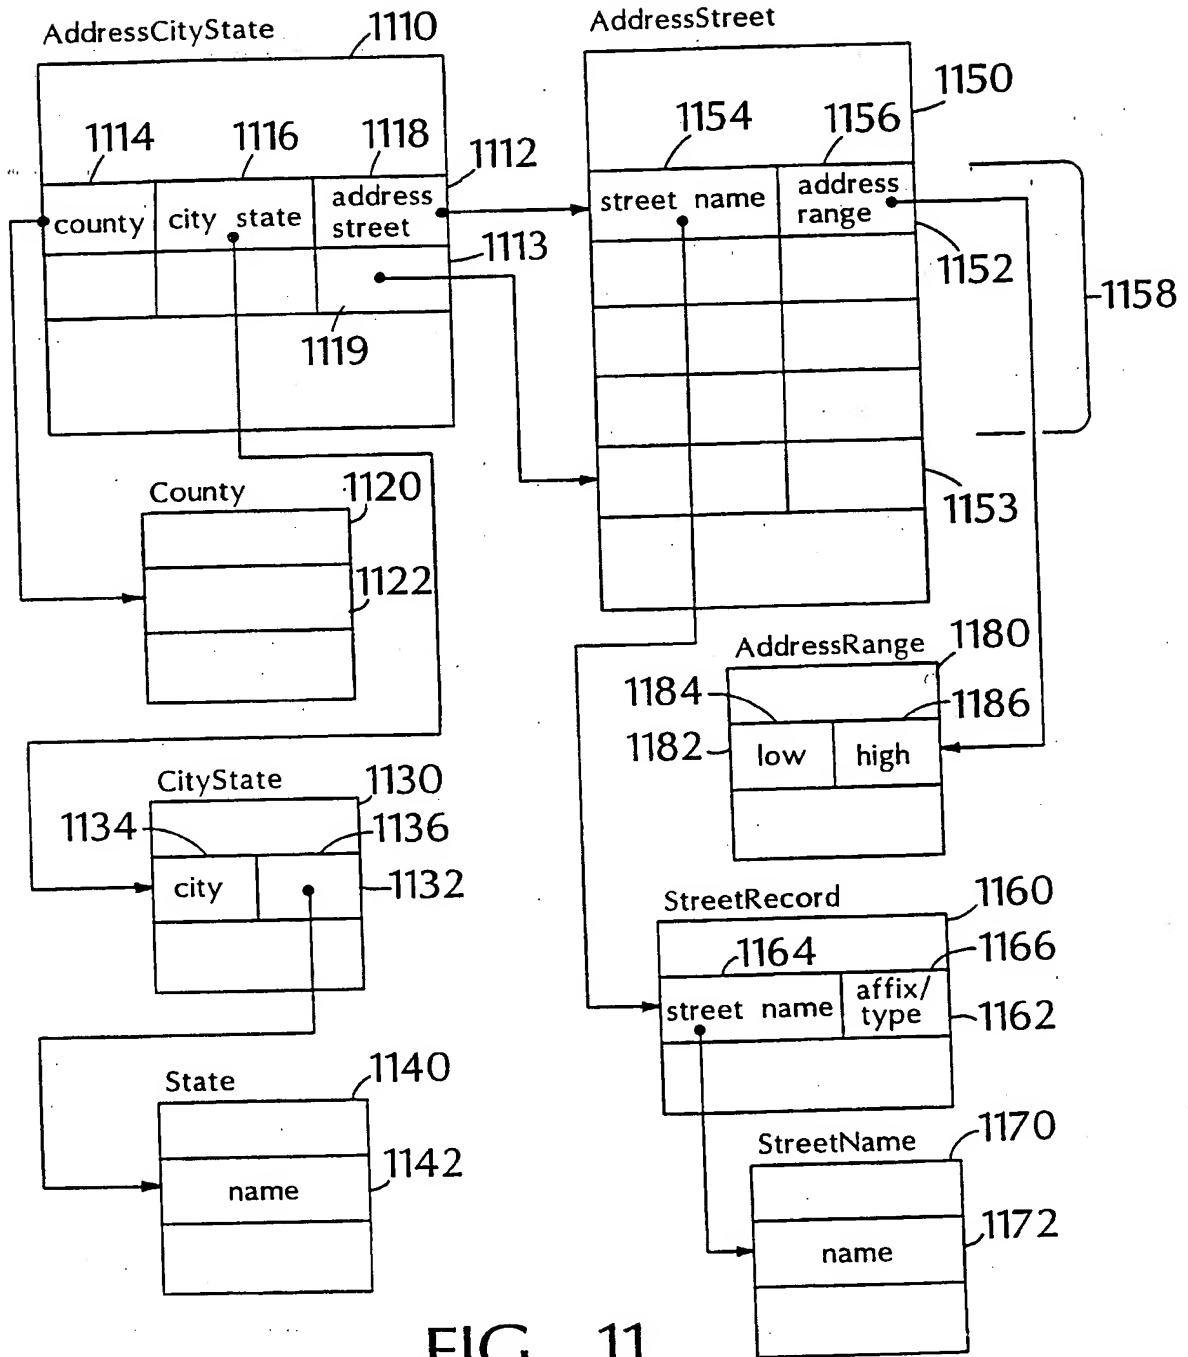 AddressCityState
1110
1114
1116
1118
1112
county
city state
address
street
1113
1119
AddressStreet
1150
1154
1156
street name
address
range
1152
1158
1153
County
1120
1122
CityState
1130
1134
1136
city
1132
State
1140
name
1142
AddressRange
1180
1184
1186
1182
low
high
StreetRecord
1160
1164
1166
street name
affix/
type
1162
StreetName
1170
name
1172
FIG. 11